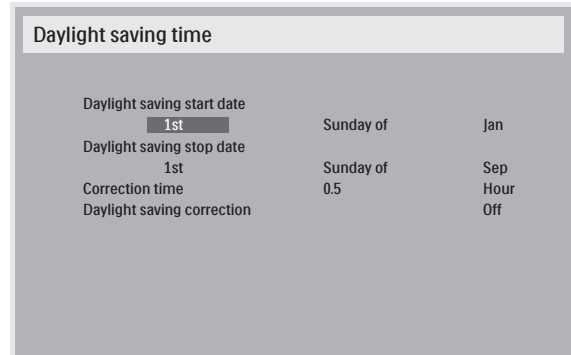 Daylight saving time
Daylight saving start date
1st Sunday of Jan
Daylight saving stop date
1st Sunday of Sep
Correction time 0.5 Hour
Daylight saving correction Off